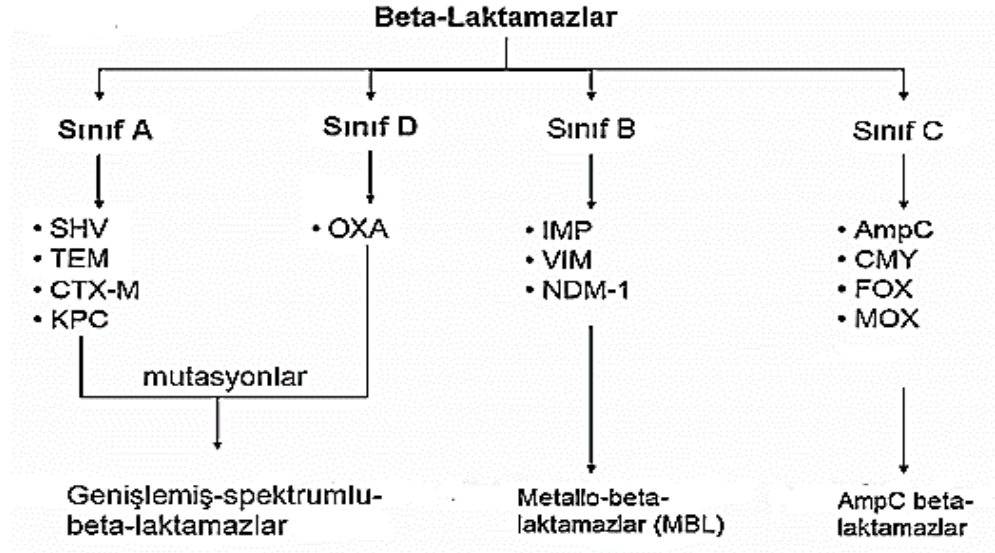 Beta-Laktamazlar
Sınıf A
Sınıf D
Sınıf B
Sınıf C
• SHV
• TEM
• CTX-M
• KPC
• OXA
• IMP
• VIM
• NDM-1
• AmpC
• CMY
• FOX
• MOX
mutasyonlar
Genişlemiş-spektrumlu-
beta-laktamazlar
Metallo-beta-
laktamazlar (MBL)
AmpC beta-
laktamazlar